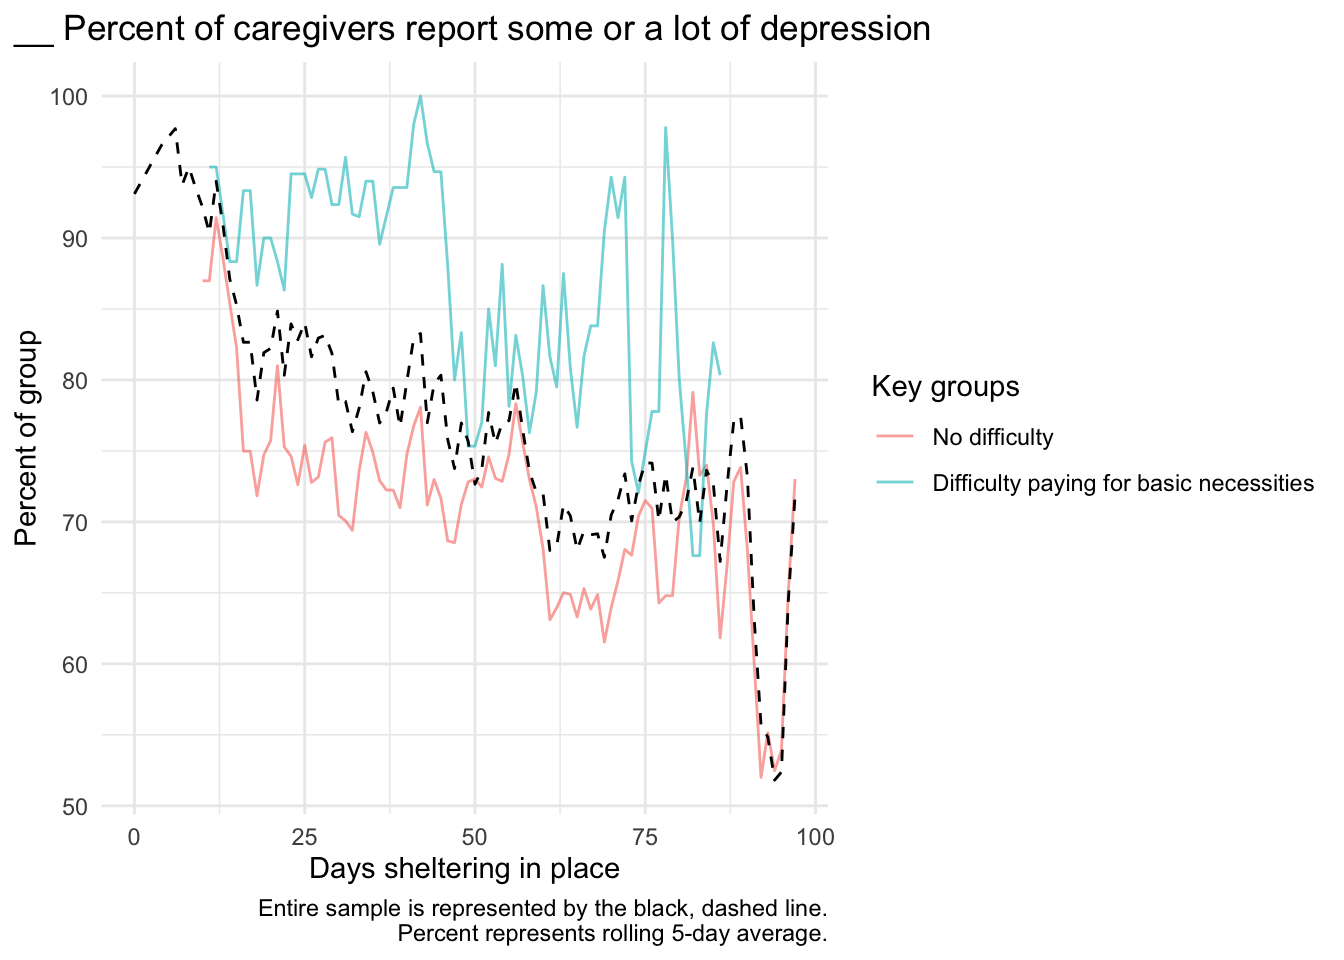 __ Percent of caregivers report some or a lot of depression
100
90
80
70
60
50
Percent of group
0 25 50 75 100
Days sheltering in place
Key groups
No difficulty
Difficulty paying for basic necessities
Entire sample is represented by the black, dashed line.
Percent represents rolling 5-day average.